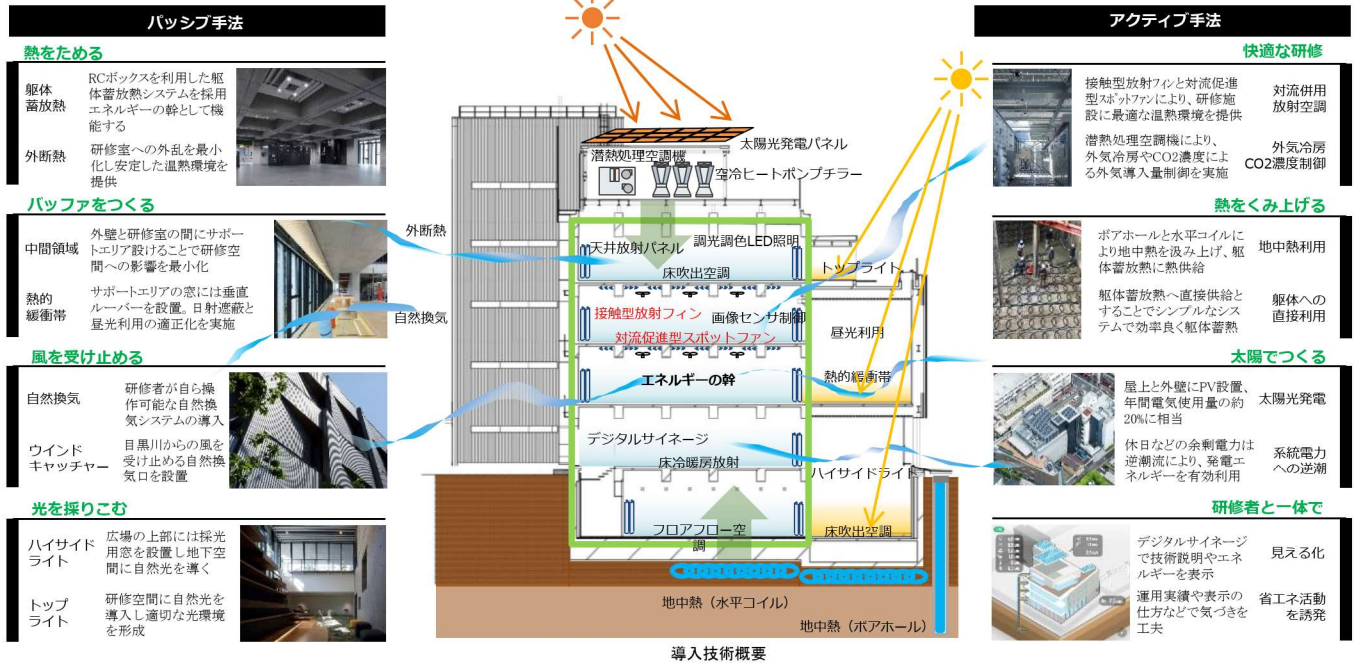 パッシブ手法
熱をためる
躯体
蓄放熱
RCボックスを利用した躯
体蓄放熱システムを採用
エネルギーの幹として機
能する
外断熱
研修室への外乱を最小
化し安定した温熱環境を
提供
バッファをつくる
中間領域
外壁と研修室の間にサポー
トエリア設けることで研修空
間への影響を最小化
熱的
緩衝帯
サポートエリアの窓には垂直
ルーバーを設置。日射遮蔽と
昼光利用の適正化を実施
風を受け止める
自然換気
研修者が自ら操
作可能な自然換
気システムの導入
ウインド
キャッチャー
目黒川からの風を
受け止める自然換
気口を設置
光を採りこむ
ハイサイド
ライト
広場の上部には採光
用窓を設置し地下空
間に自然光を導く
トップ
ライト
研修空間に自然光を
導入し適切な光環境
を形成
太陽光発電パネル
潜熱処理空調機
空冷ヒートポンプチラー
外断熱
自然換気
天井放射パネル
調光調色LED照明
床吹出空調
トップライト
接触型放射フィン
画像センサ制御
対流促進型スポットファン
昼光利用
エネルギーの幹
熱的緩衝帯
デジタルサイネージ
床冷暖房放射
ハイサイドライト
フロアフロー空
調
床吹出空調
地中熱（水平コイル）
地中熱（ボアホール）
導入技術概要
アクティブ手法
快適な研修
接触型放射フィンと対流促進
型スポットファンにより、研修施
設に最適な温熱環境を提供
対流併用
放射空調
潜熱処理空調機により、
外気冷房やCO2濃度によ
る外気導入量制御を実施
外気冷房
CO2濃度制御
熱をくみ上げる
ボアホールと水平コイルに
より地中熱を汲み上げ、躯
体蓄放熱に熱供給
地中熱利用
躯体蓄放熱へ直接供給と
することでシンプルなシス
テムで効率良く躯体蓄熱
躯体への
直接利用
太陽でつくる
屋上と外壁にPV設置、
年間電気使用量の約
20%に相当
太陽光発電
休日などの余剰電力は
逆潮流により、発電エ
ネルギーを有効利用
系統電力
への逆潮
研修者と一体で
デジタルサイネージ
で技術説明やエネ
ルギーを表示
見える化
運用実績や表示の
仕方などで気づきを
工夫
省エネ活動
を誘発